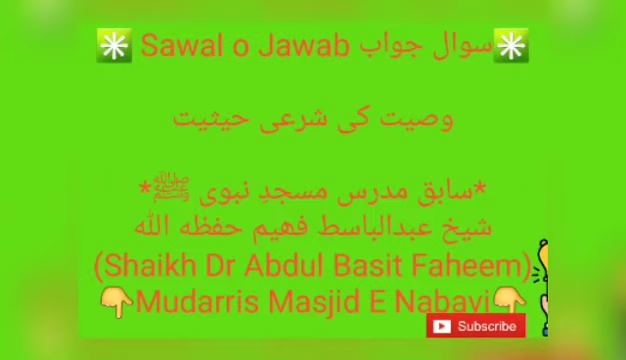 ✳️ Sawal o Jawab سوال جواب✳️
وصیت کی شرعی حیثیت
*سابق مدرس مسجدِ نبوی ﷺ*
شیخ عبدالباسط فھیم حفظه الله
(Shaikh Dr Abdul Basit Faheem)
👇Mudarris Masjid E Nabavi👇
Subscribe